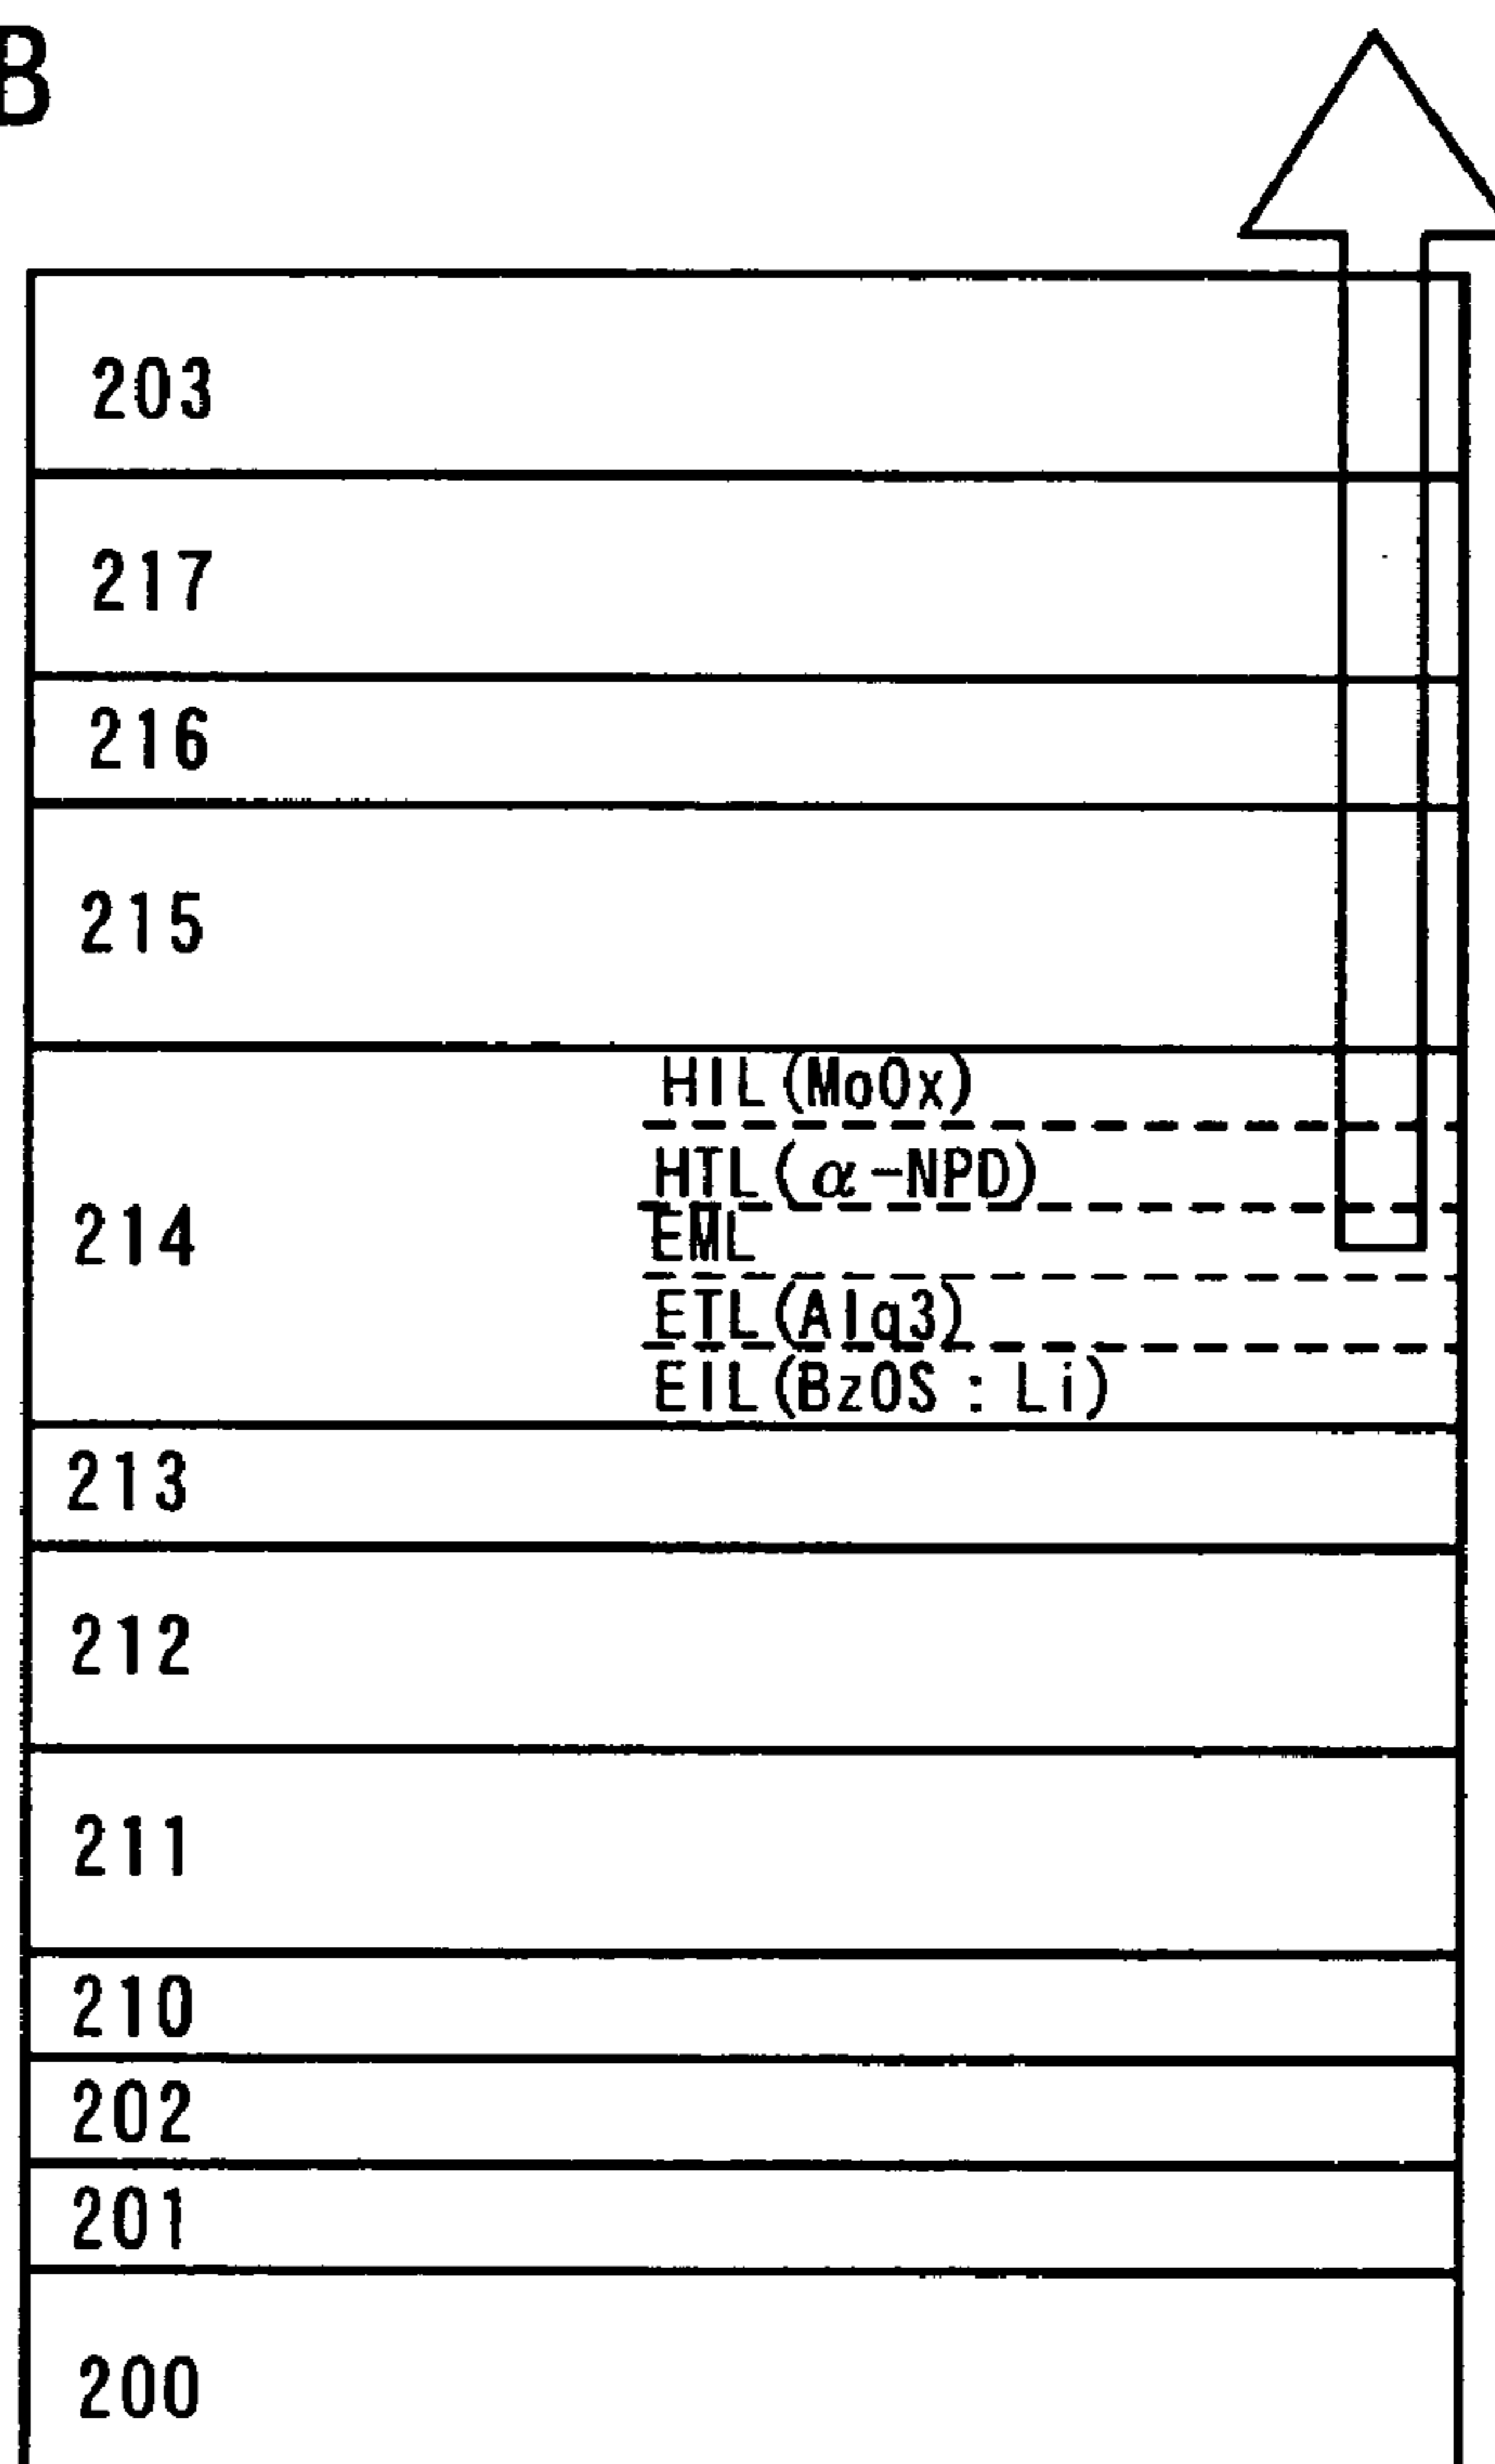 B
203
217
216
215
HIL(MoOx)
HTL(α-NPD)
214
EML
ETL(Alq3)
EIL(BzOS:Li)
213
212
211
210
202
201
200